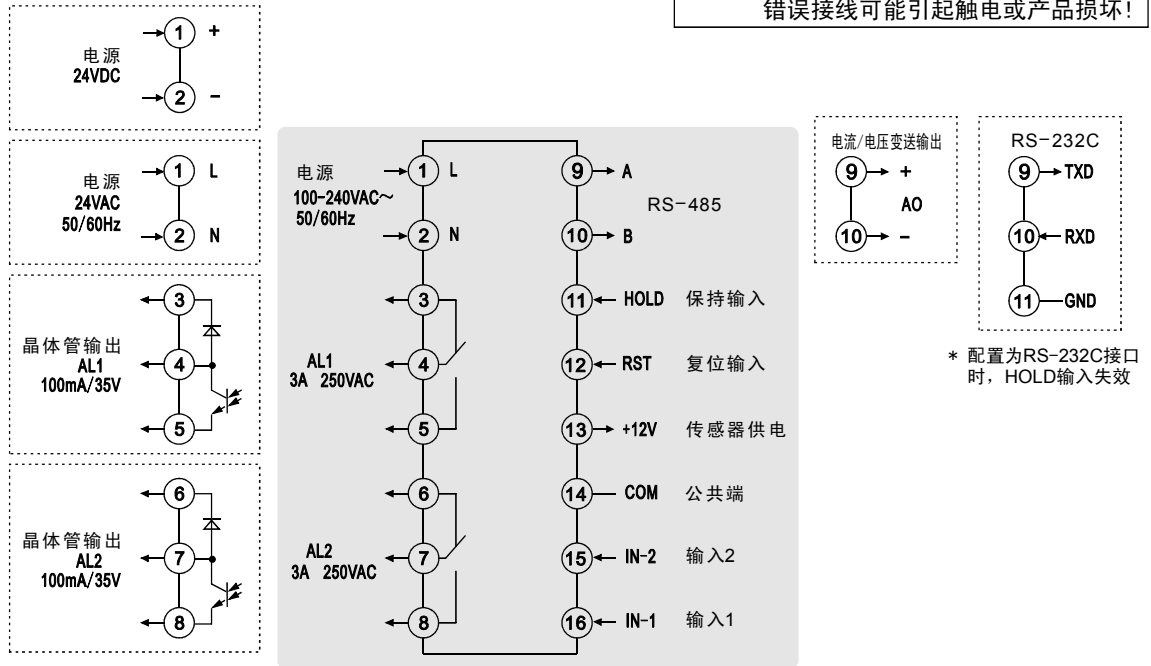 错误接线可能引起触电或产品损坏！
电源
24VDC
1 +
2 -
电源
24VAC
50/60Hz
1 L
2 N
晶体管输出
AL1
100mA/35V
3
4
5
晶体管输出
AL2
100mA/35V
6
7
8
电源
100-240VAC～
50/60Hz
1 L
2 N
3
AL1
3A 250VAC
4
5
6
AL2
3A 250VAC
7
8
9 A
RS-485
10 B
11 HOLD 保持输入
12 RST 复位输入
13 +12V 传感器供电
14 COM 公共端
15 IN-2 输入2
16 IN-1 输入1
电流/电压变送输出
9 +
AO
10 -
RS-232C
9 TXD
10 RXD
11 GND
* 配置为RS-232C接口
时，HOLD输入失效